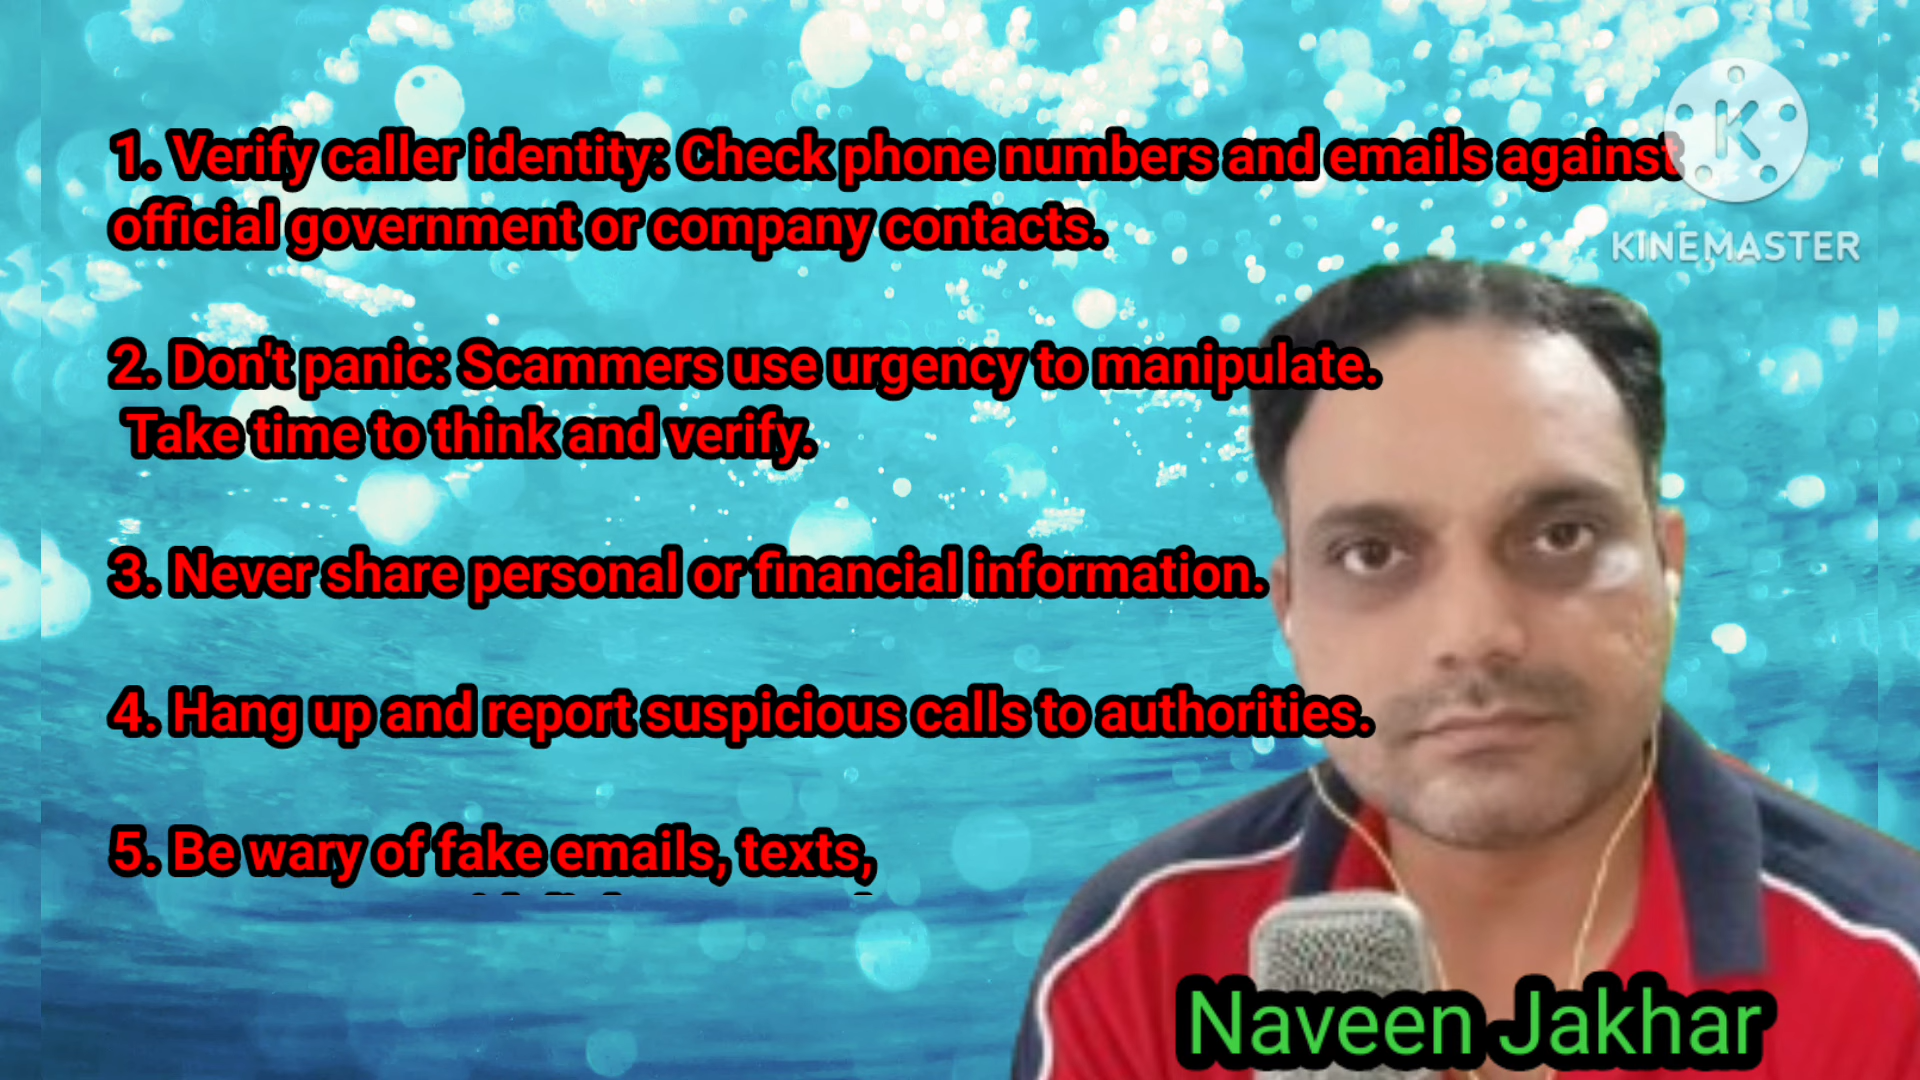 1. Verify caller identity: Check phone numbers and emails against
official government or company contacts.
2. Don't panic: Scammers use urgency to manipulate.
Take time to think and verify.
3. Never share personal or financial information.
4. Hang up and report suspicious calls to authorities.
5. Be wary of fake emails, texts,
K
KINEMASTER
Naveen Jakhar